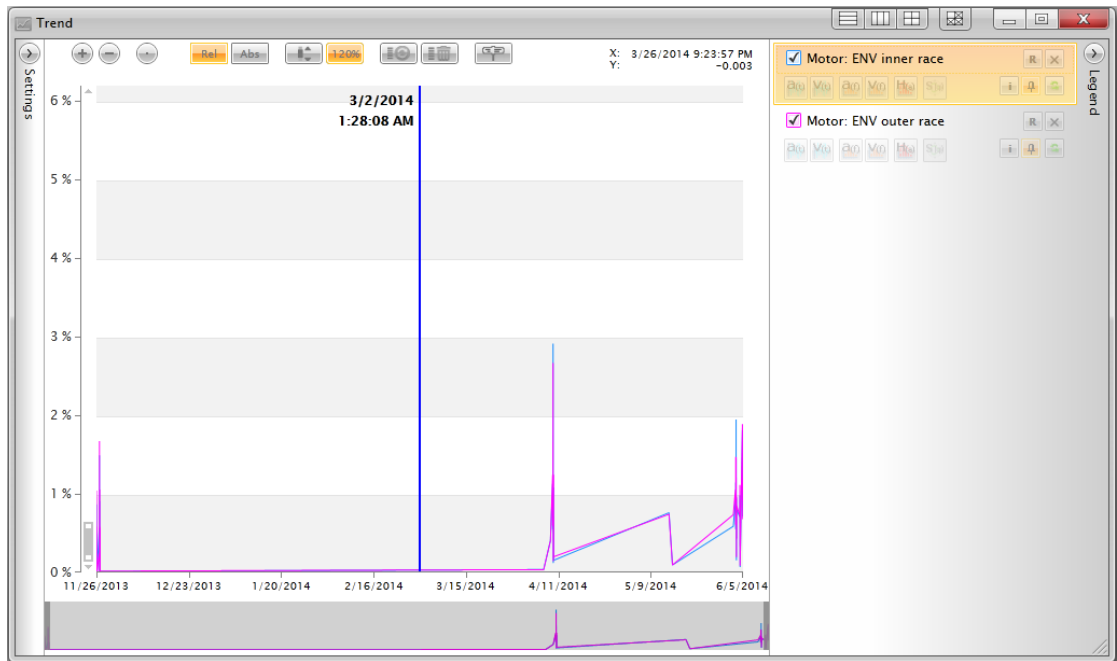 Trend
Settings
Rel Abs
120%
X: 3/26/2014 9:23:57 PM
Y: -0.003
3/2/2014
1:28:08 AM
6 %
5 %
4 %
3 %
2 %
1 %
0 %
11/26/2013 12/23/2013 1/20/2014 2/16/2014 3/15/2014 4/11/2014 5/9/2014 6/5/2014
Motor: ENV inner race
R
a(t) V(t) a(f) V(f) i
Motor: ENV outer race
R
a(t) V(t) a(f) V(f) i
Legend